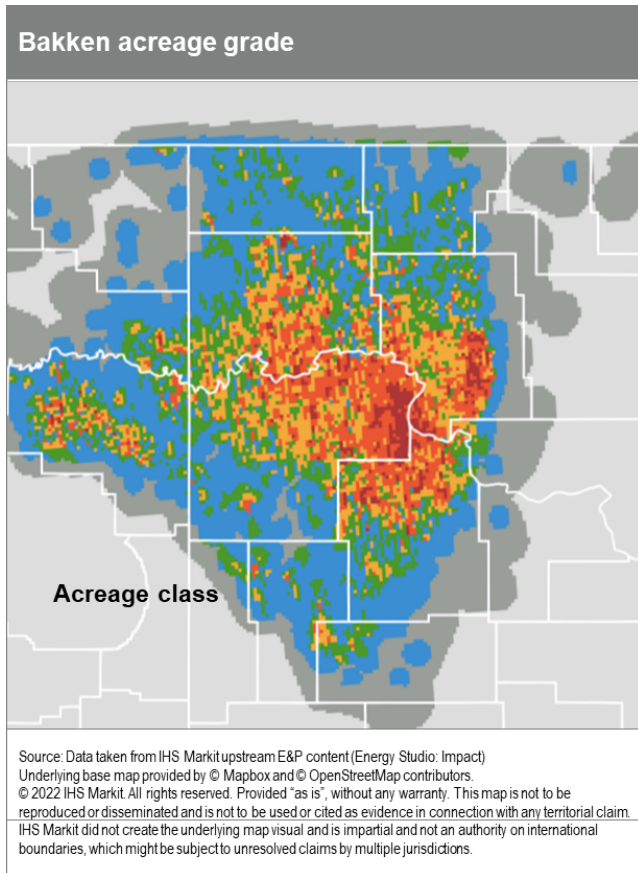 Bakken acreage grade
Acreage class
Source: Data taken from IHS Markit upstream E&P content (Energy Studio: Impact)
Underlying base map provided by © Mapbox and © OpenStreetMap contributors.
© 2022 IHS Markit. All rights reserved. Provided “as is”, without any warranty. This map is not to be
reproduced or disseminated and is not to be used or cited as evidence in connection with any territorial claim.
IHS Markit did not create the underlying map visual and is impartial and not an authority on international
boundaries, which might be subject to unresolved claims by multiple jurisdictions.